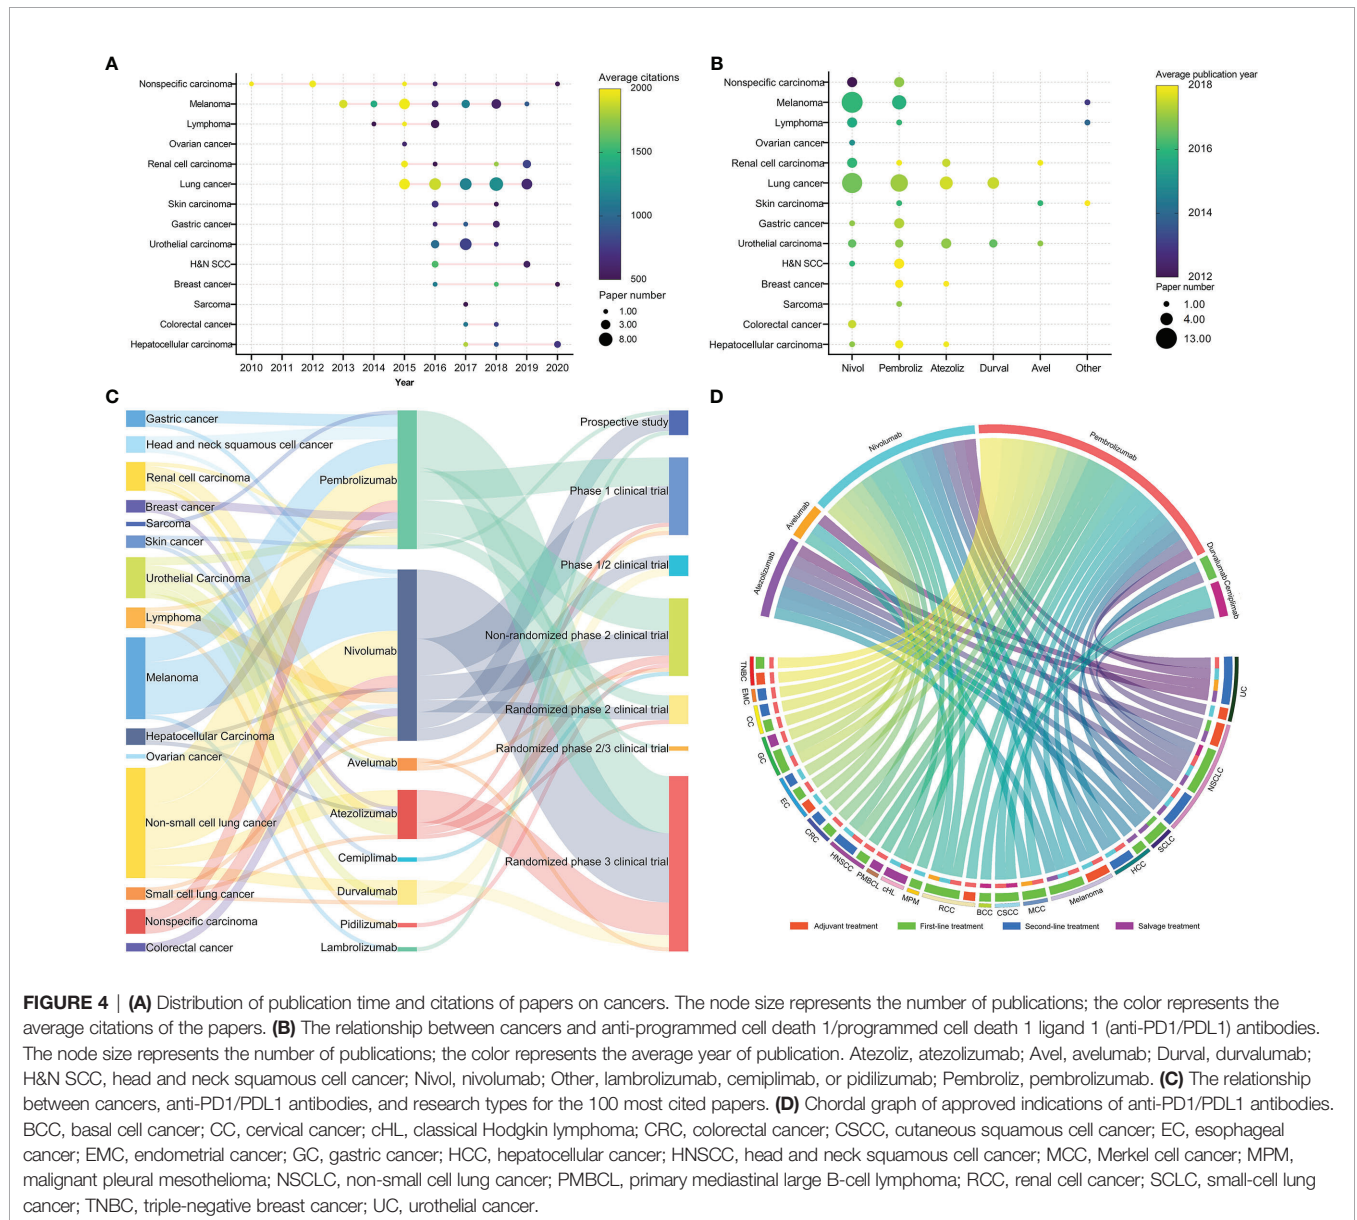 A
Average citations
2000
1500
1000
500
Paper number
1.00
3.00
8.00
Nonspecific carcinoma
Melanoma
Lymphoma
Ovarian cancer
Renal cell carcinoma
Lung cancer
Skin carcinoma
Gastric cancer
Urothelial carcinoma
H&N SCC
Breast cancer
Sarcoma
Colorectal cancer
Hepatocellular carcinoma
2010 2011 2012 2013 2014 2015 2016 2017 2018 2019 2020
Year
B
Average publication year
2018
2016
2014
2012
Paper number
1.00
4.00
13.00
Nonspecific carcinoma
Melanoma
Lymphoma
Ovarian cancer
Renal cell carcinoma
Lung cancer
Skin carcinoma
Gastric cancer
Urothelial carcinoma
H&N SCC
Breast cancer
Sarcoma
Colorectal cancer
Hepatocellular carcinoma
Nivol Pembroliz Atezoliz Durval Avel Other
C
Gastric cancer
Head and neck squamous cell cancer
Renal cell carcinoma
Breast cancer
Sarcoma
Skin cancer
Urothelial Carcinoma
Lymphoma
Melanoma
Hepatocellular Carcinoma
Ovarian cancer
Non-small cell lung cancer
Small cell lung cancer
Nonspecific carcinoma
Colorectal cancer
Pembrolizumab
Nivolumab
Avelumab
Atezolizumab
Cemiplimab
Durvalumab
Pidilizumab
Lambrolizumab
Prospective study
Phase 1 clinical trial
Phase 1/2 clinical trial
Non-randomized phase 2 clinical trial
Randomized phase 2 clinical trial
Randomized phase 2/3 clinical trial
Randomized phase 3 clinical trial
D
Atezolizumab
Avelumab
Nivolumab
Pembrolizumab
Durvalumab
Cemiplimab
UC
NSCLC
SCLC
HCC
Melanoma
MCC
CSCC
BCC
RCC
MPM
cHL
PMBCL
HNSCC
CRC
EC
GC
CC
EMC
TNBC
Adjuvant treatment First-line treatment Second-line treatment Salvage treatment
FIGURE 4 | (A) Distribution of publication time and citations of papers on cancers. The node size represents the number of publications; the color represents the
average citations of the papers. (B) The relationship between cancers and anti-programmed cell death 1/programmed cell death 1 ligand 1 (anti-PD1/PDL1) antibodies.
The node size represents the number of publications; the color represents the average year of publication. Atezoliz, atezolizumab; Avel, avelumab; Durval, durvalumab;
H&N SCC, head and neck squamous cell cancer; Nivol, nivolumab; Other, lambrolizumab, cemiplimab, or pidilizumab; Pembroliz, pembrolizumab. (C) The relationship
between cancers, anti-PD1/PDL1 antibodies, and research types for the 100 most cited papers. (D) Chordal graph of approved indications of anti-PD1/PDL1 antibodies.
BCC, basal cell cancer; CC, cervical cancer; cHL, classical Hodgkin lymphoma; CRC, colorectal cancer; CSCC, cutaneous squamous cell cancer; EC, esophageal
cancer; EMC, endometrial cancer; GC, gastric cancer; HCC, hepatocellular cancer; HNSCC, head and neck squamous cell cancer; MCC, Merkel cell cancer; MPM,
malignant pleural mesothelioma; NSCLC, non-small cell lung cancer; PMBCL, primary mediastinal large B-cell lymphoma; RCC, renal cell cancer; SCLC, small-cell lung
cancer; TNBC, triple-negative breast cancer; UC, urothelial cancer.